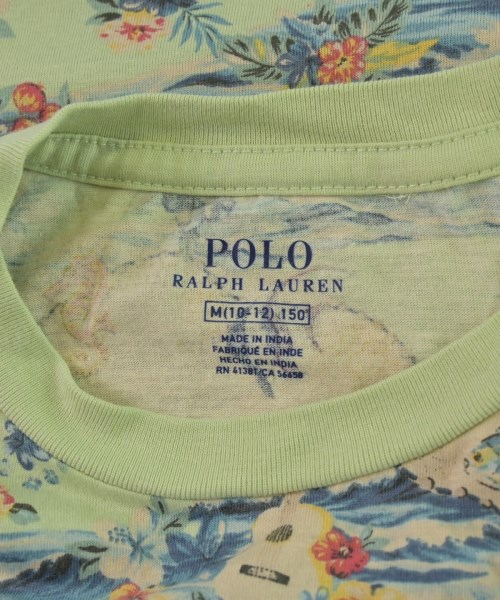 POLO
RALPH LAUREN
M(10-12) 150
MADE IN INDIA
FABRIQUÉ EN INDE
HECHO EN INDIA
RN 41381/CA 56658